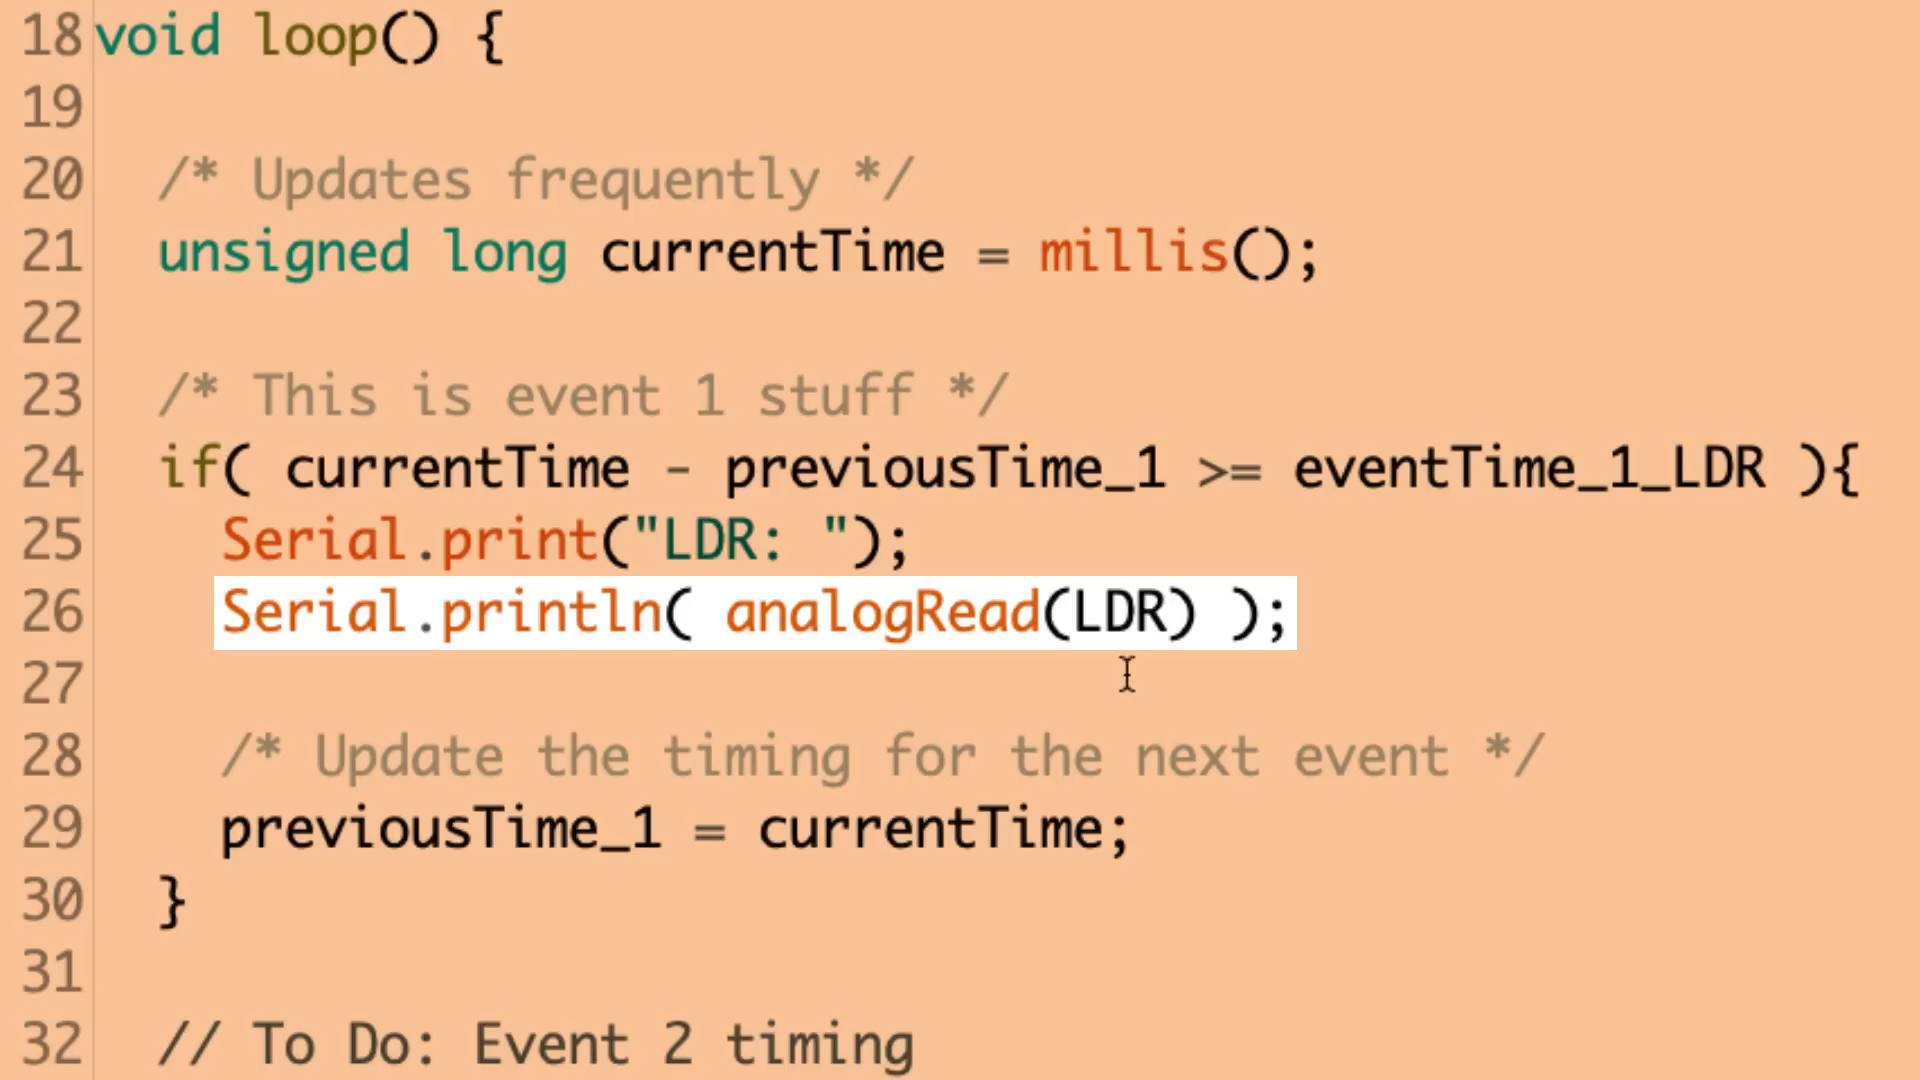 18 void loop() {
19
20 /* Updates frequently */
21 unsigned long currentTime = millis();
22
23 /* This is event 1 stuff */
24 if( currentTime - previousTime_1 >= eventTime_1_LDR ){
25 Serial.print("LDR: ");
26 Serial.println( analogRead(LDR) );
27
28 /* Update the timing for the next event */
29 previousTime_1 = currentTime;
30 }
31
32 // To Do: Event 2 timing